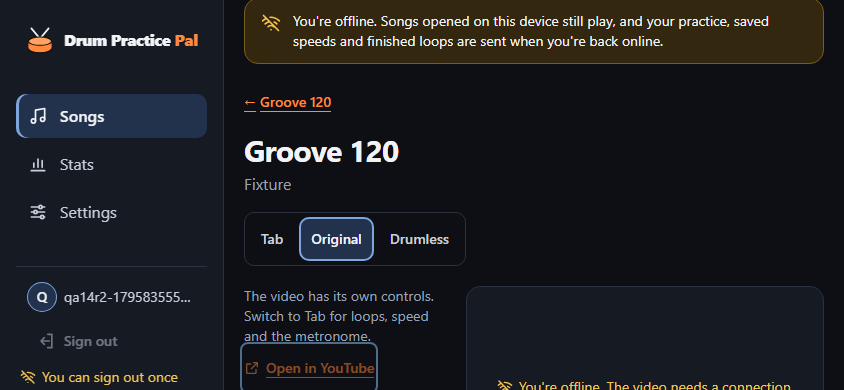 Drum Practice Pal
Songs
Stats
Settings
Q
qa14r2-179583555...
Sign out
You can sign out once
You're offline. Songs opened on this device still play, and your practice, saved
speeds and finished loops are sent when you're back online.
← Groove 120
Groove 120
Fixture
Tab Original Drumless
The video has its own controls.
Switch to Tab for loops, speed
and the metronome.
Open in YouTube
You're offline. The video needs a connection